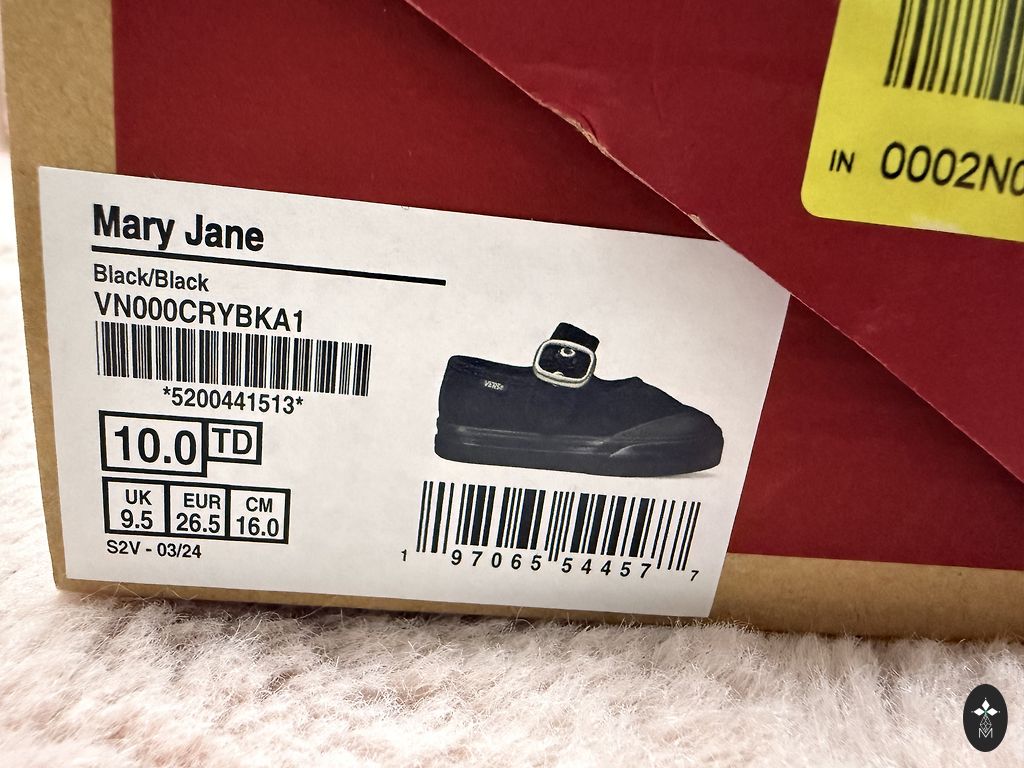 IN 0002N0
Mary Jane
Black/Black
VN000CRYBKA1
*5200441513*
10.0 TD
UK EUR CM
9.5 26.5 16.0
S2V - 03/24
1 97065 54457 7
M